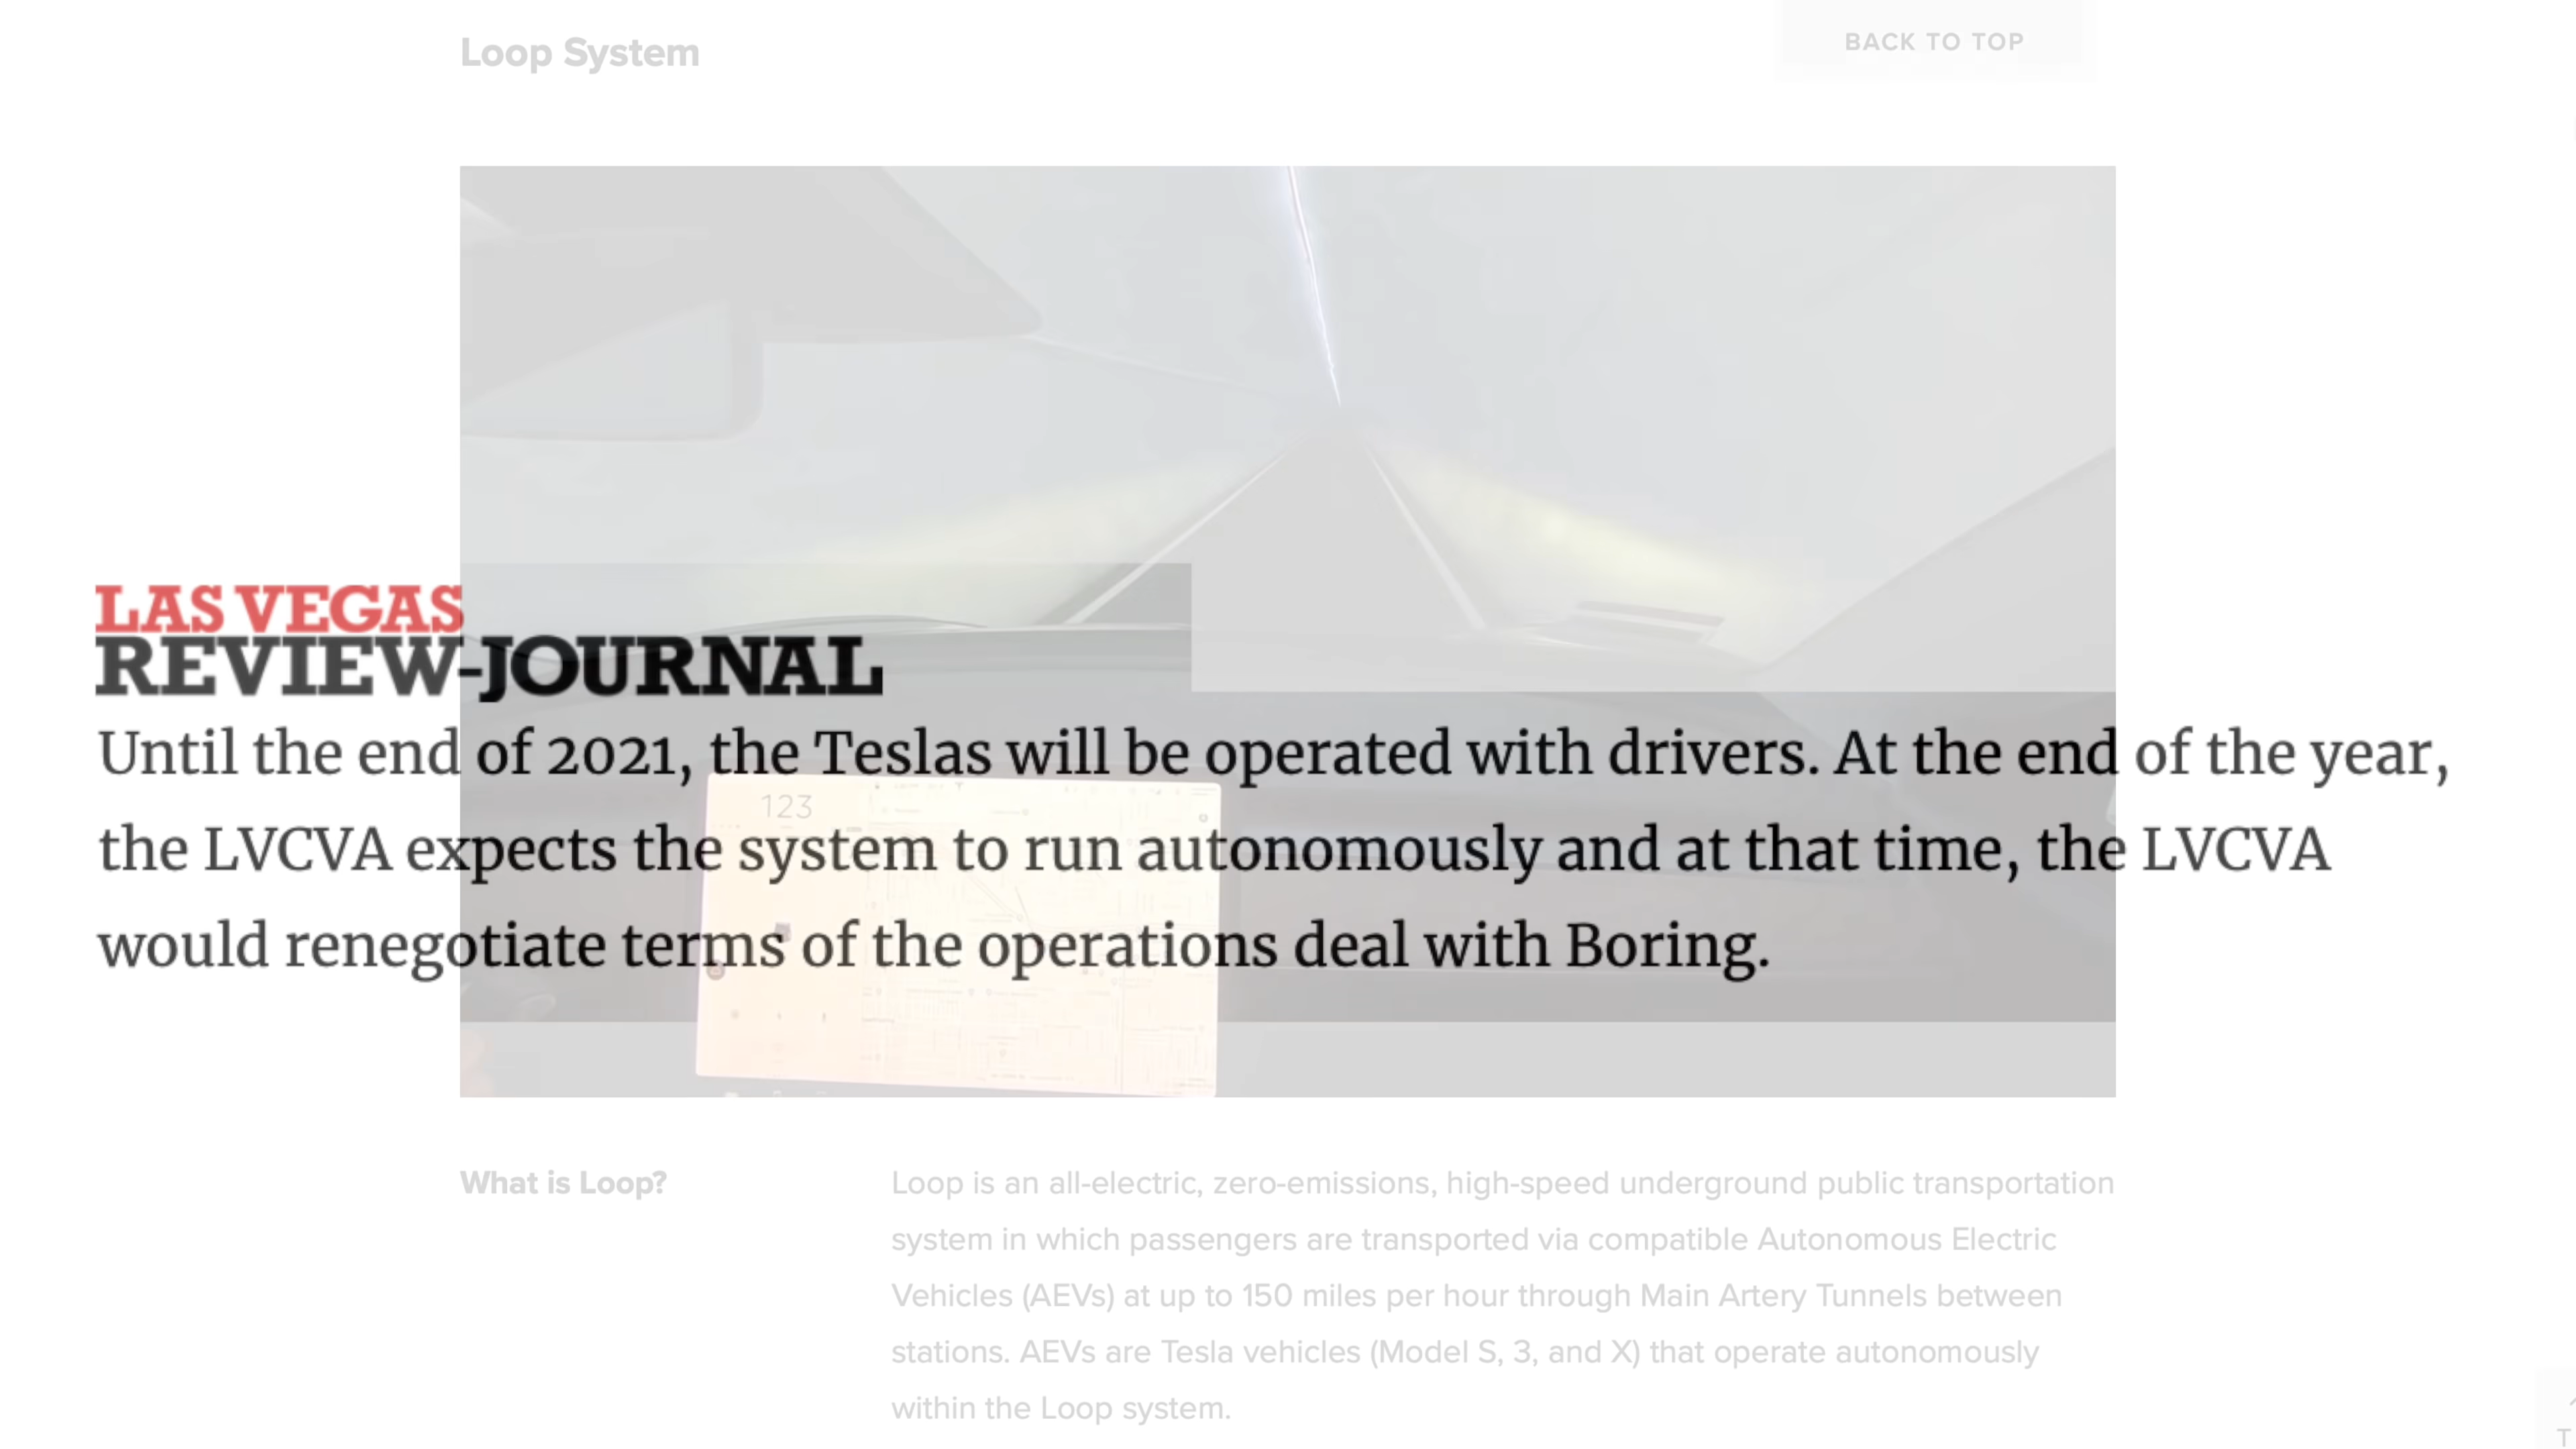 Loop System
BACK TO TOP
LAS VEGAS
REVIEW-JOURNAL
Until the end of 2021, the Teslas will be operated with drivers. At the end of the year,
the LVCVA expects the system to run autonomously and at that time, the LVCVA
would renegotiate terms of the operations deal with Boring.
123
What is Loop?
Loop is an all-electric, zero-emissions, high-speed underground public transportation
system in which passengers are transported via compatible Autonomous Electric
Vehicles (AEVs) at up to 150 miles per hour through Main Artery Tunnels between
stations. AEVs are Tesla vehicles (Model S, 3, and X) that operate autonomously
within the Loop system.